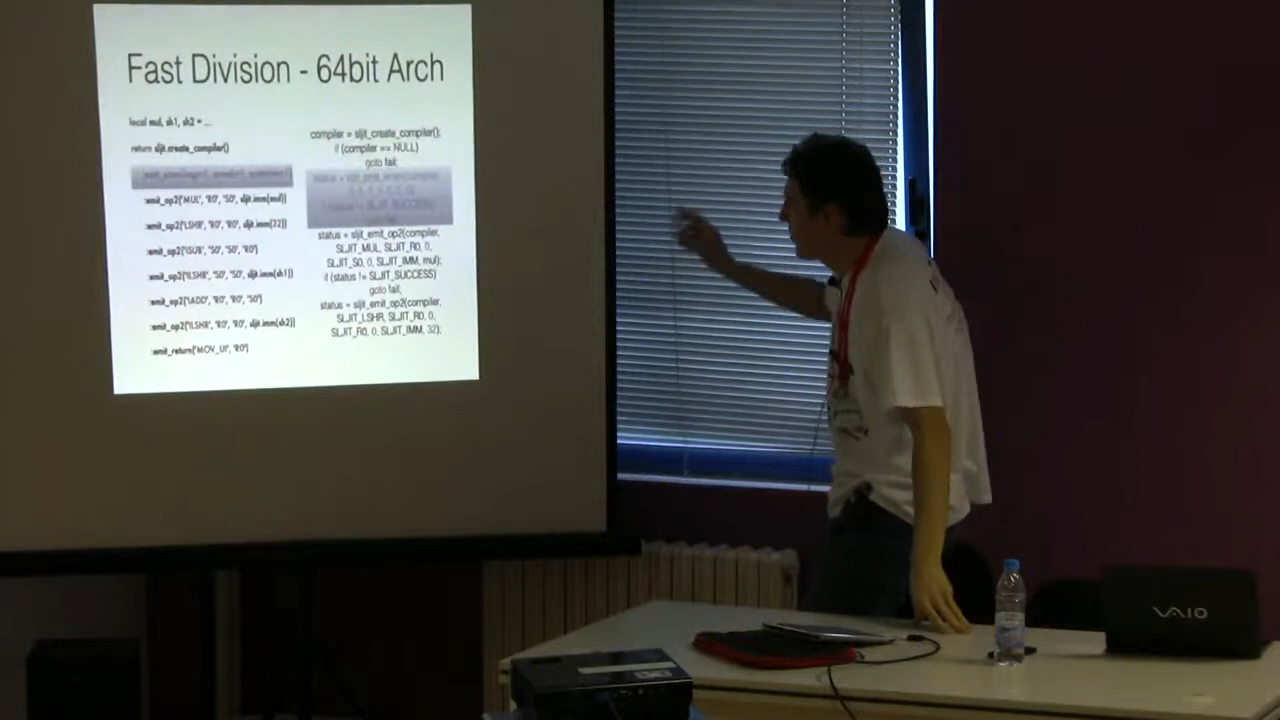 Fast Division - 64bit Arch
local mul, sh1, sh2 = ...
return sljit.create_compiler()
:emit_op2('MUL', 'R0', 'S0', sljit.imm(mul))
:emit_op2('LSHR', 'R0', 'R0', sljit.imm(32))
:emit_op2('ISUB', 'S0', 'S0', 'R0')
:emit_op2('ILSHR', 'S0', 'S0', sljit.imm(sh1))
:emit_op2('IADD', 'R0', 'R0', 'S0')
:emit_op2('ILSHR', 'R0', 'R0', sljit.imm(sh2))
:emit_return('MOV_UI', 'R0')
compiler = sljit_create_compiler();
if (compiler == NULL)
goto fail;
status = sljit_emit_op2(compiler,
SLJIT_MUL, SLJIT_R0, 0,
SLJIT_S0, 0, SLJIT_IMM, mul);
if (status != SLJIT_SUCCESS)
goto fail;
status = sljit_emit_op2(compiler,
SLJIT_LSHR, SLJIT_R0, 0,
SLJIT_R0, 0, SLJIT_IMM, 32);
VAIO